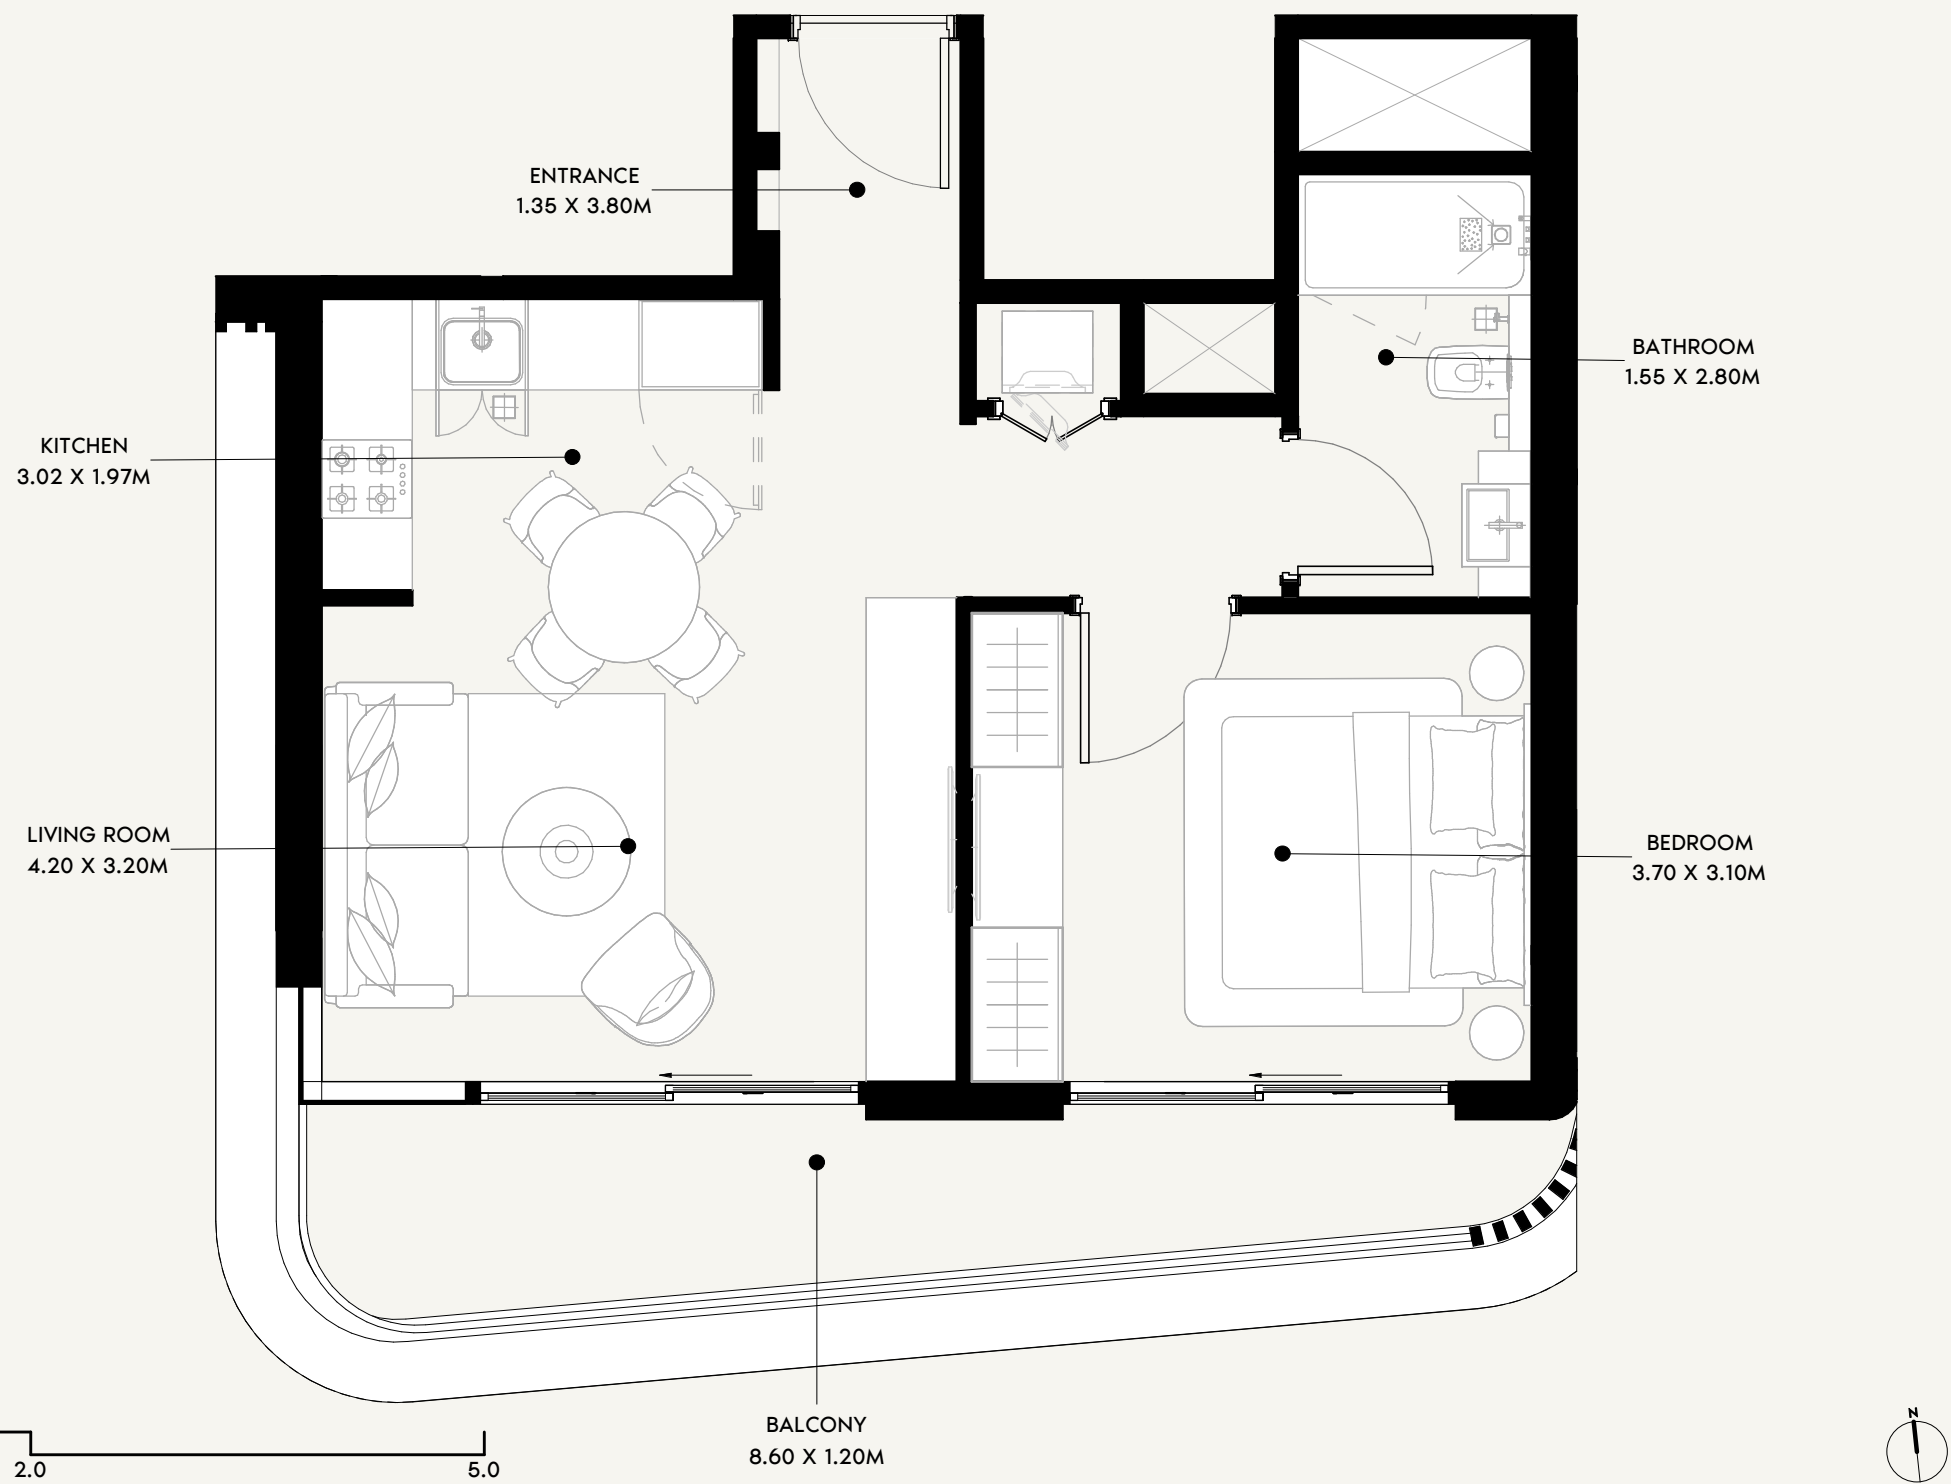 ENTRANCE
1.35 X 3.80M
BATHROOM
1.55 X 2.80M
KITCHEN
3.02 X 1.97M
LIVING ROOM
4.20 X 3.20M
BEDROOM
3.70 X 3.10M
BALCONY
8.60 X 1.20M
2.0 5.0
N